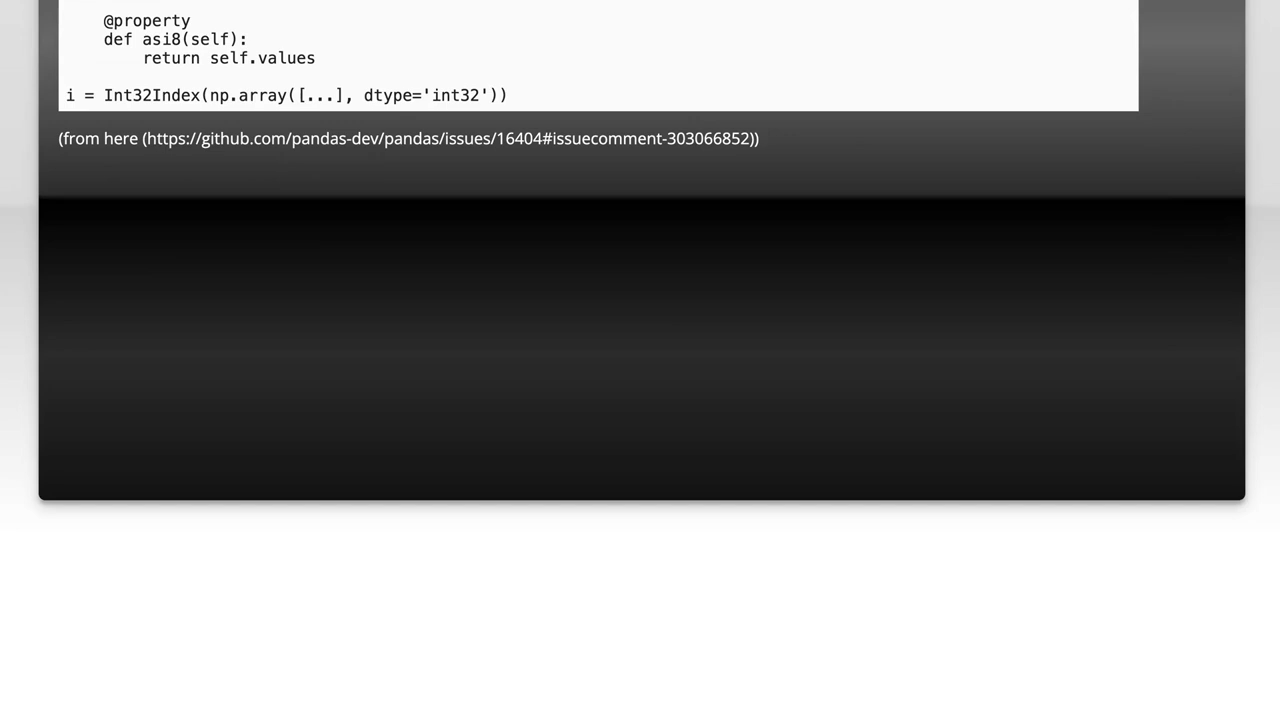 @property
def asi8(self):
return self.values
i = Int32Index(np.array([...], dtype='int32'))
(from here (https://github.com/pandas-dev/pandas/issues/16404#issuecomment-303066852))